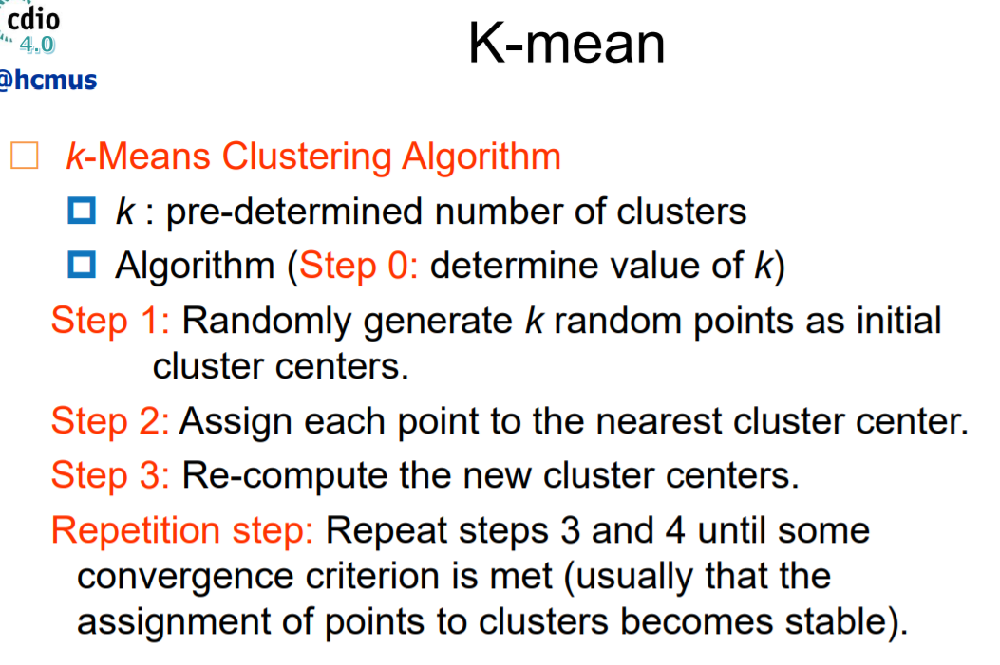 cdio
4.0
@hcmus
K-mean
k-Means Clustering Algorithm
k : pre-determined number of clusters
Algorithm (Step 0: determine value of k)
Step 1: Randomly generate k random points as initial
cluster centers.
Step 2: Assign each point to the nearest cluster center.
Step 3: Re-compute the new cluster centers.
Repetition step: Repeat steps 3 and 4 until some
convergence criterion is met (usually that the
assignment of points to clusters becomes stable).